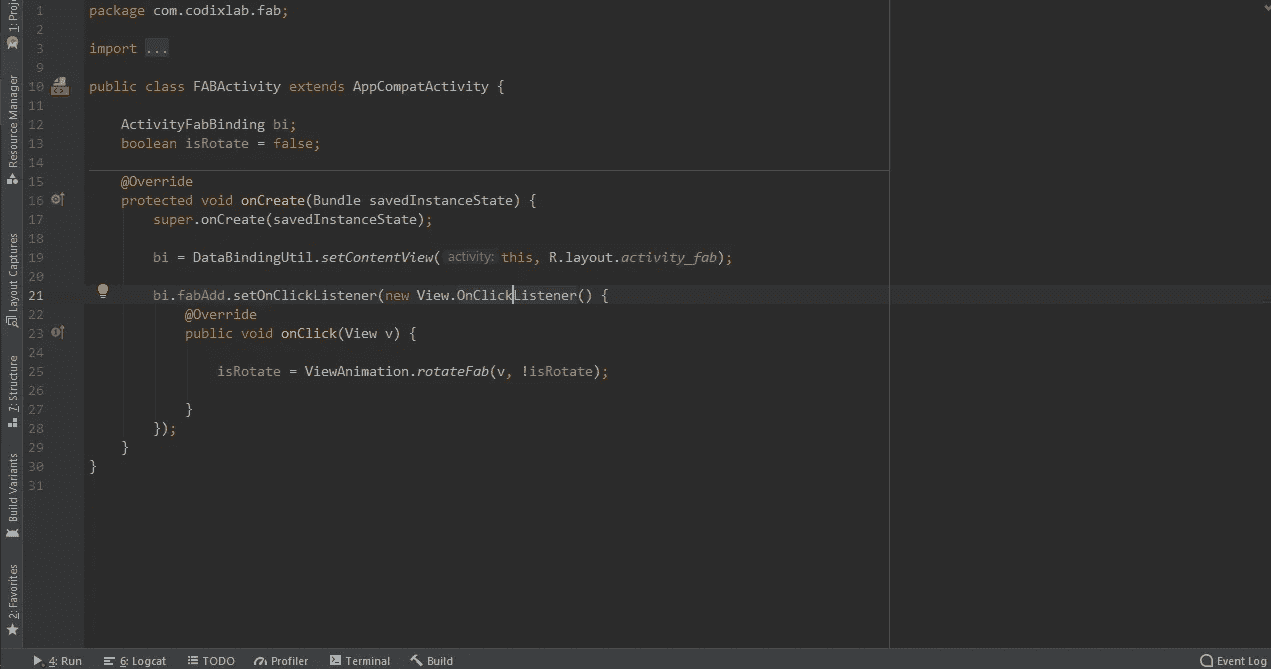 1: Proj
Resource Manager
Layout Captures
7: Structure
Build Variants
2: Favorites
1 package com.codixlab.fab;
2
3 import ...
9
10 public class FABActivity extends AppCompatActivity {
11
12 ActivityFabBinding bi;
13 boolean isRotate = false;
14
15 @Override
16 protected void onCreate(Bundle savedInstanceState) {
17 super.onCreate(savedInstanceState);
18
19 bi = DataBindingUtil.setContentView( activity: this, R.layout.activity_fab);
20
21 bi.fabAdd.setOnClickListener(new View.OnClickListener() {
22 @Override
23 public void onClick(View v) {
24
25 isRotate = ViewAnimation.rotateFab(v, !isRotate);
26
27 }
28 });
29 }
30 }
31
4: Run 6: Logcat TODO Profiler Terminal Build Event Log